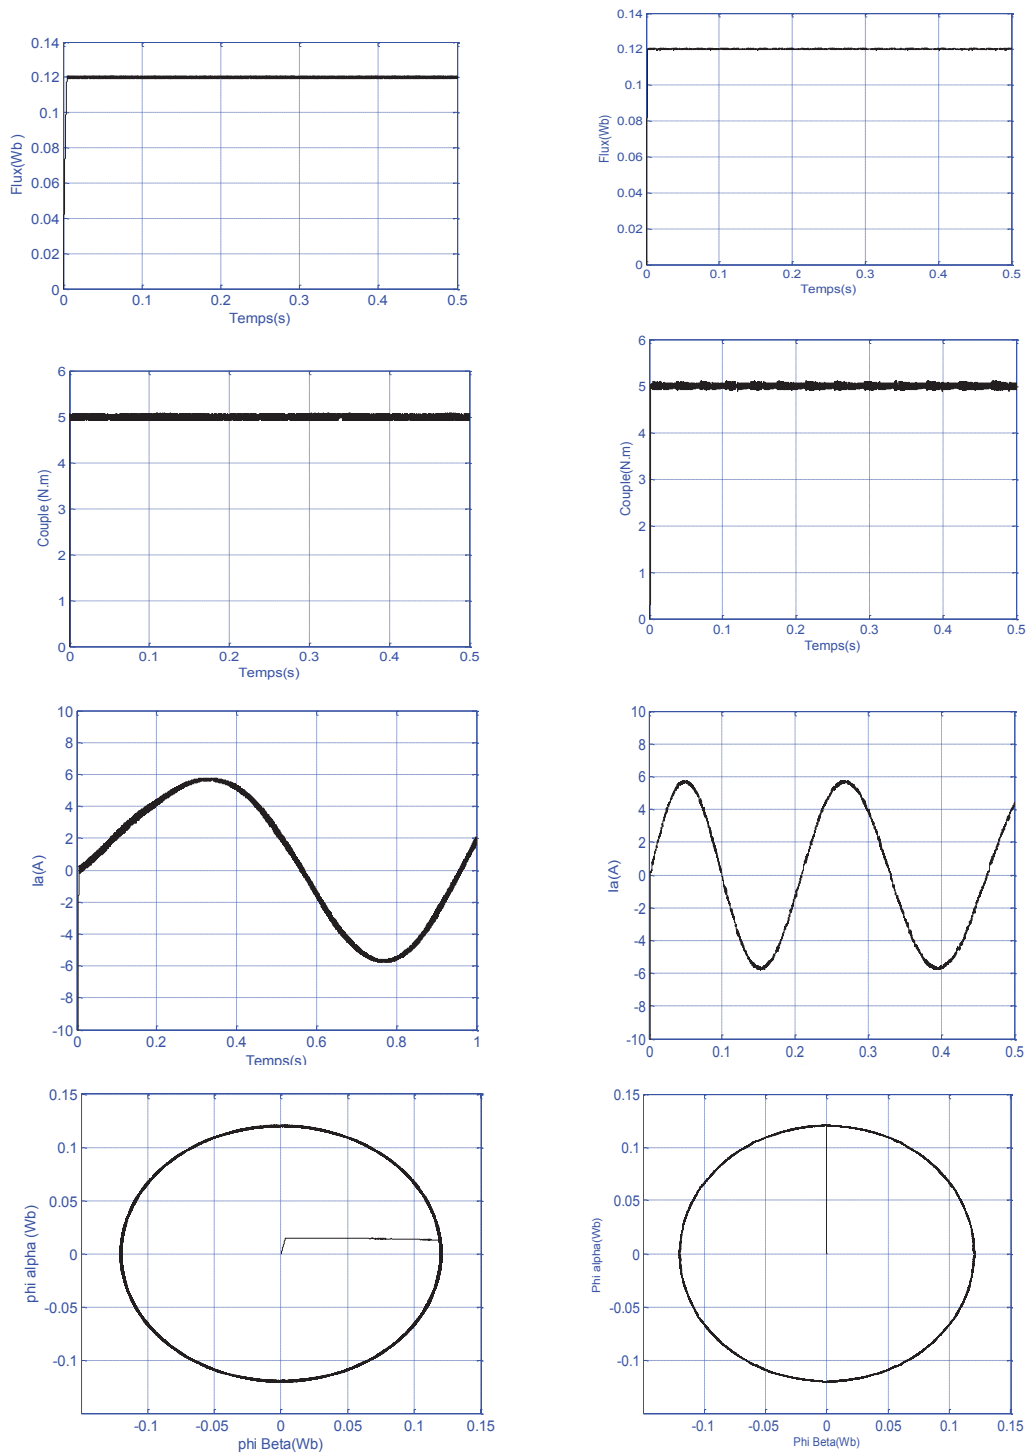 0.14
0.12
0.1
0.08
0.06
0.04
0.02
0
Flux(Wb )
0 0.1 0.2 0.3 0.4 0.5
Temps(s)
0.14
0.12
0.1
0.08
0.06
0.04
0.02
0
Flux(Wb)
0 0.1 0.2 0.3 0.4 0.5
Temps(s)
6
5
4
3
2
1
0
Couple (N.m)
0 0.1 0.2 0.3 0.4 0.5
Temps(s)
6
5
4
3
2
1
0
Couple(N.m)
0 0.1 0.2 0.3 0.4 0.5
Temps(s)
10
8
6
4
2
0
-2
-4
-6
-8
-10
Ia(A)
0 0.2 0.4 0.6 0.8 1
Temps(s)
10
8
6
4
2
0
-2
-4
-6
-8
-10
Ia(A)
0 0.1 0.2 0.3 0.4 0.5
0.15
0.1
0.05
0
-0.05
-0.1
phi alpha (Wb)
-0.1 -0.05 0 0.05 0.1 0.15
phi Beta(Wb)
0.15
0.1
0.05
0
-0.05
-0.1
Phi alpha(Wb)
-0.1 -0.05 0 0.05 0.1 0.15
Phi Beta(Wb)